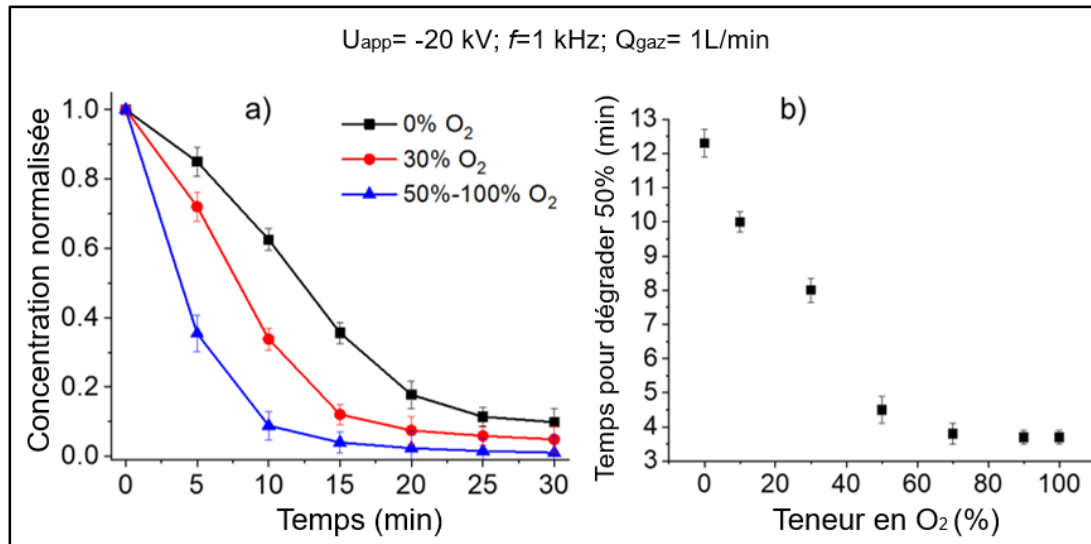 Uapp= -20 kV; f=1 kHz; Qgaz= 1L/min
a)
0% O2
30% O2
50%-100% O2
Concentration normalisée
1.0
0.8
0.6
0.4
0.2
0.0
0 5 10 15 20 25 30
Temps (min)
b)
Temps pour dégrader 50% (min)
13
12
11
10
9
8
7
6
5
4
3
0 20 40 60 80 100
Teneur en O2 (%)